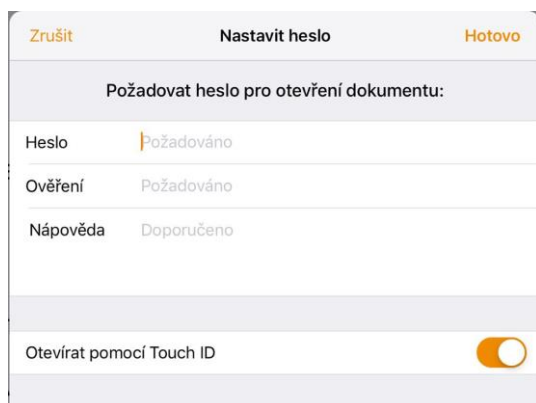 Zrušit Nastavit heslo Hotovo
Požadovat heslo pro otevření dokumentu:
Heslo Požadováno
Ověření Požadováno
Nápověda Doporučeno
Otevírat pomocí Touch ID